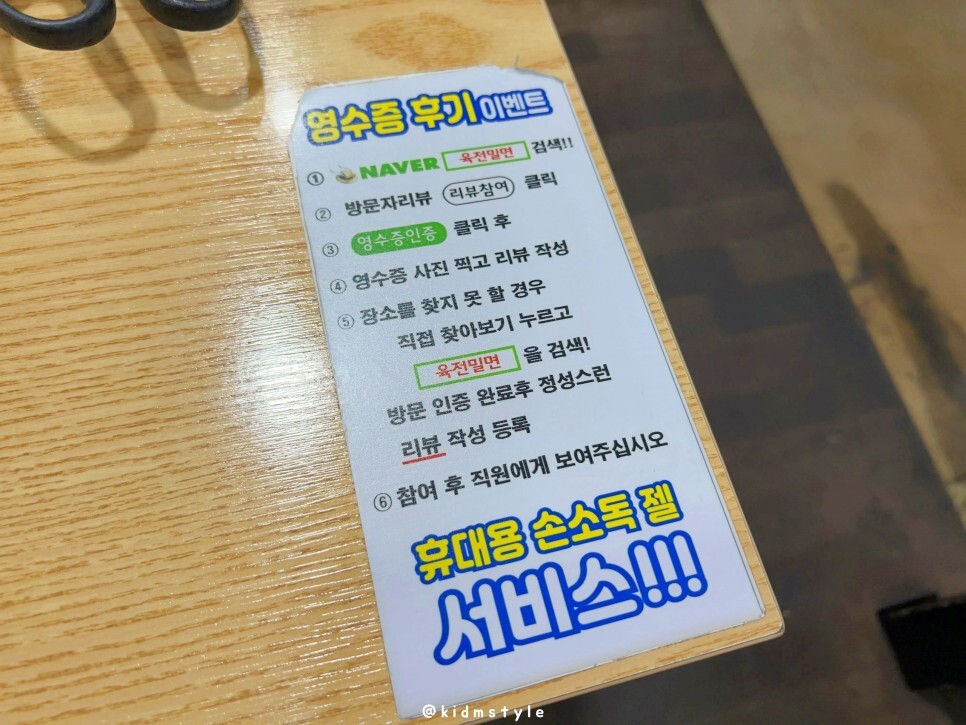 영수증 후기 이벤트
① NAVER 육전밀면 검색!!
② 방문자리뷰 리뷰참여 클릭
③ 영수증인증 클릭 후
④ 영수증 사진 찍고 리뷰 작성
⑤ 장소를 찾지 못 할 경우
직접 찾아보기 누르고
육전밀면 을 검색!
방문 인증 완료후 정성스런
리뷰 작성 등록
⑥ 참여 후 직원에게 보여주십시오
휴대용 손소독 젤
서비스!!!
@kidmstyle